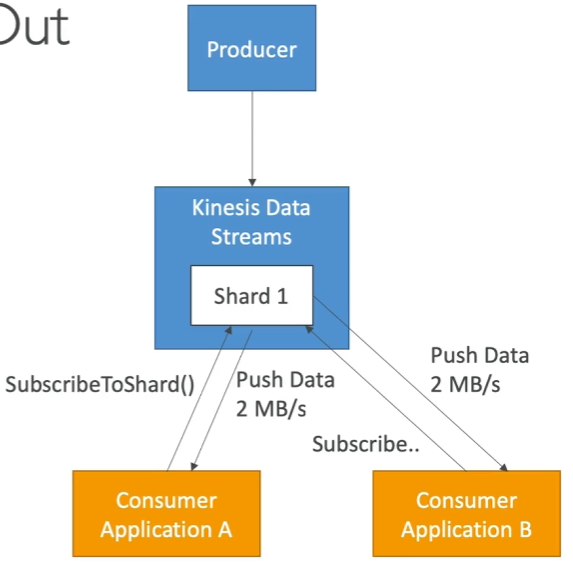 Out
Producer
Kinesis Data
Streams
Shard 1
SubscribeToShard()
Push Data
2 MB/s
Push Data
2 MB/s
Subscribe..
Consumer
Application A
Consumer
Application B